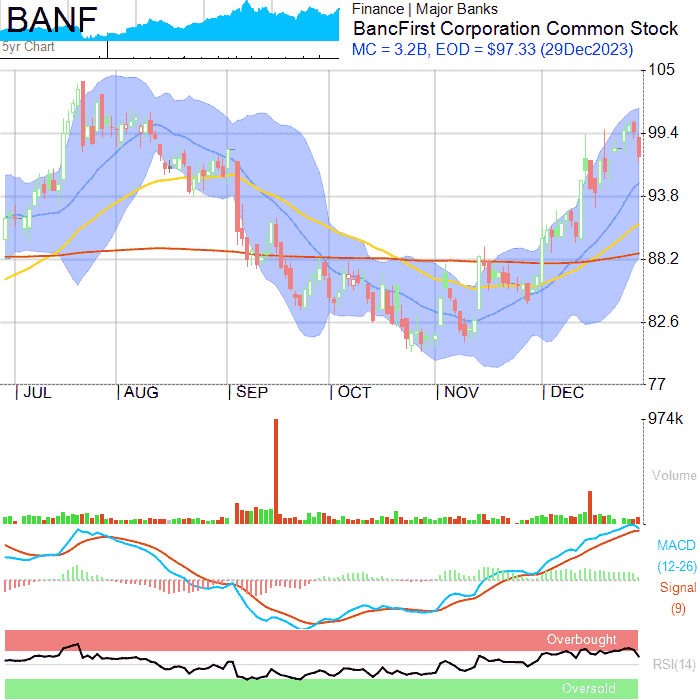 BANF
5yr Chart
Finance | Major Banks
BancFirst Corporation Common Stock
MC = 3.2B, EOD = $97.33 (29Dec2023)
105
99.4
93.8
88.2
82.6
77
JUL AUG SEP OCT NOV DEC
974k
Volume
MACD
(12-26)
Signal
(9)
Overbought
RSI(14)
Oversold